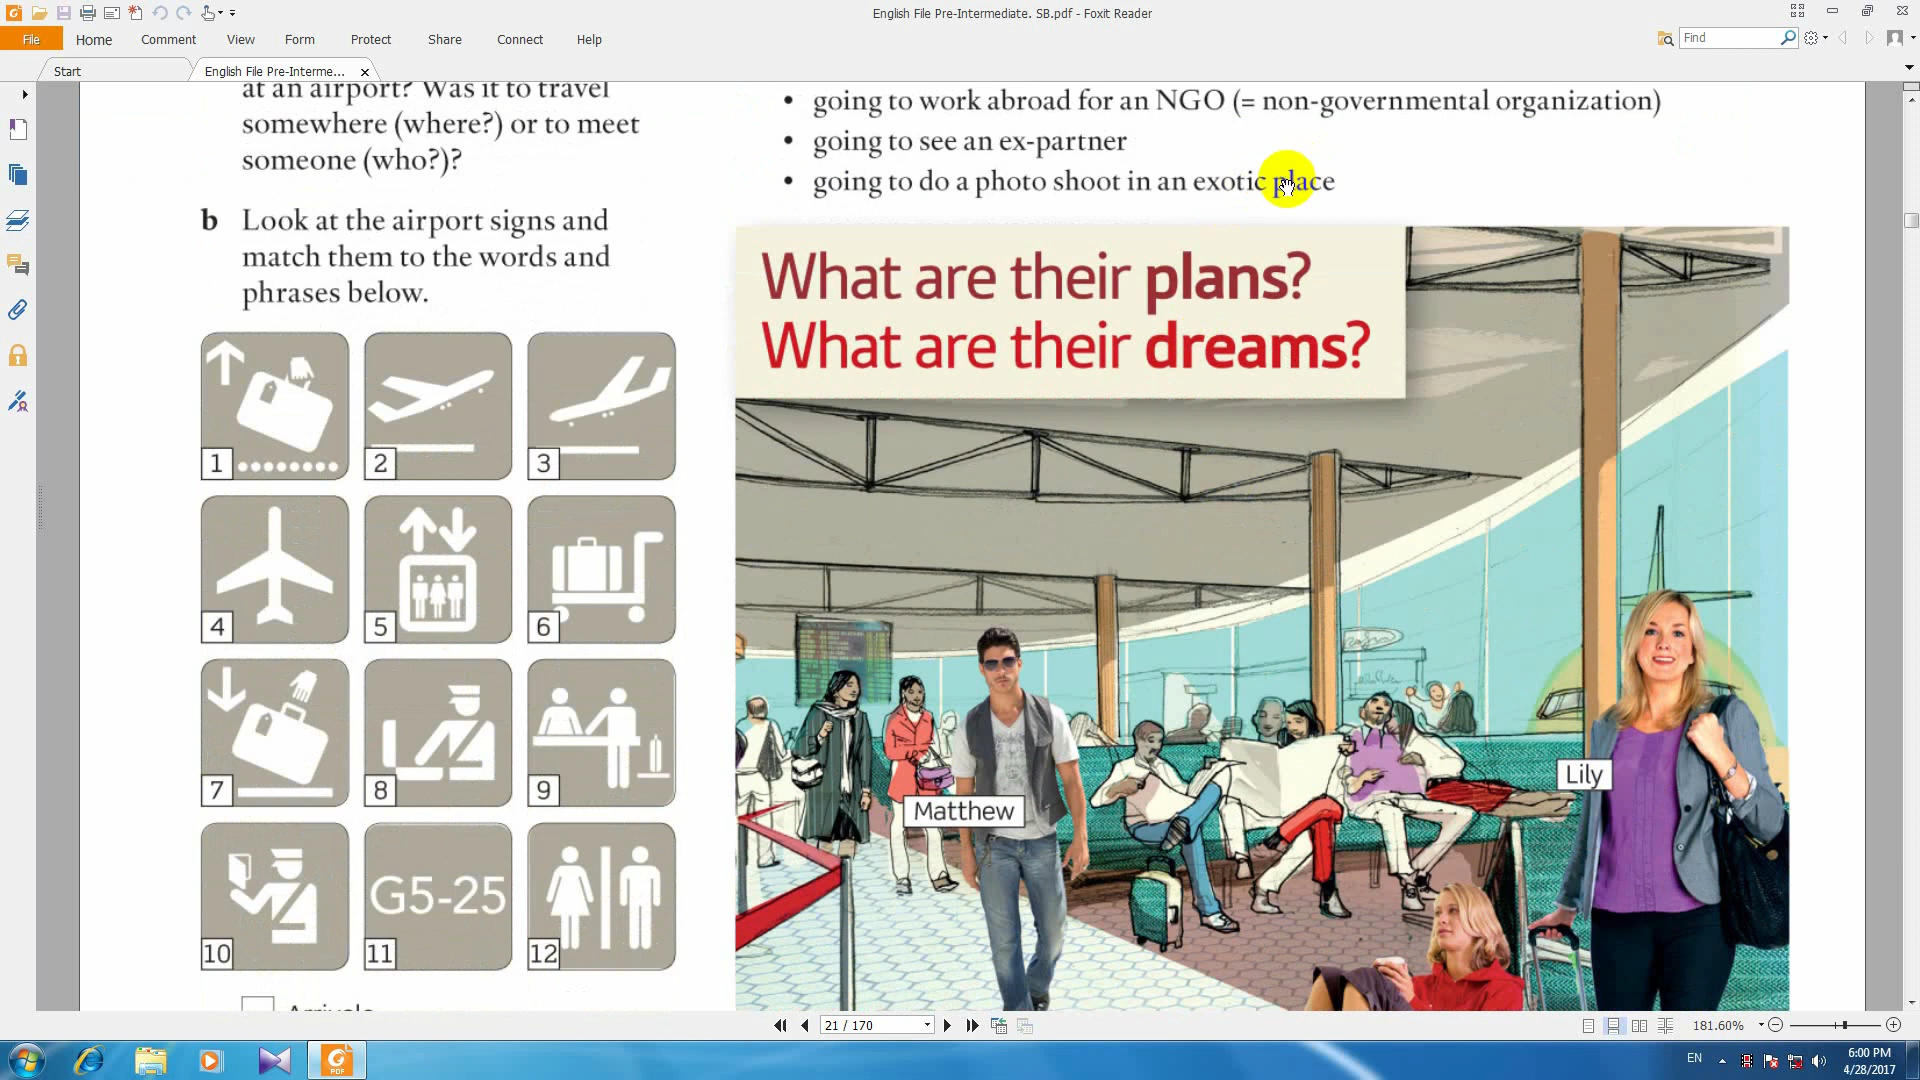 English File Pre-Intermediate. SB.pdf - Foxit Reader
File Home Comment View Form Protect Share Connect Help
Find
Start
English File Pre-Interme...
at an airport? Was it to travel
somewhere (where?) or to meet
someone (who?)?
b Look at the airport signs and
match them to the words and
phrases below.
1
2
3
4
5
6
7
8
9
10
G5-25
11
12
• going to work abroad for an NGO (= non-governmental organization)
• going to see an ex-partner
• going to do a photo shoot in an exotic place
What are their plans?
What are their dreams?
Matthew
Lily
21 / 170
181.60%
PDF
EN
6:00 PM
4/28/2017